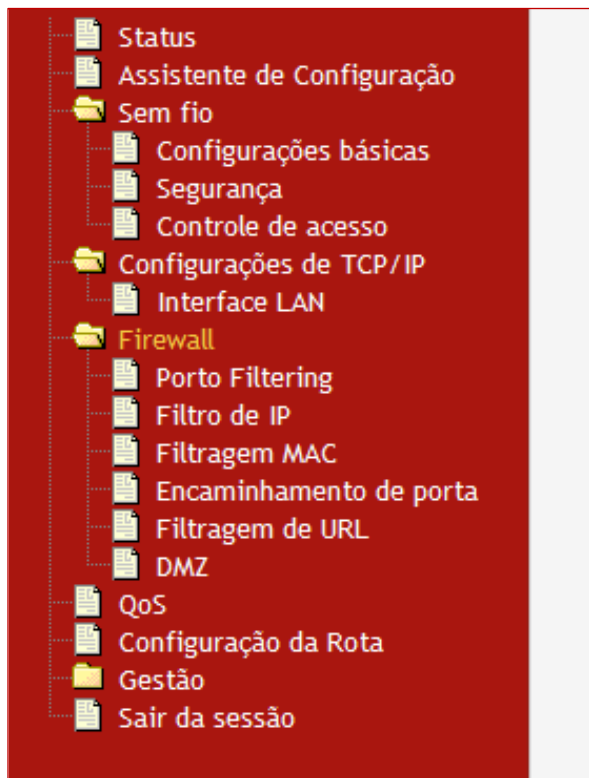 Status
Assistente de Configuração
Sem fio
Configurações básicas
Segurança
Controle de acesso
Configurações de TCP/IP
Interface LAN
Firewall
Porto Filtering
Filtro de IP
Filtragem MAC
Encaminhamento de porta
Filtragem de URL
DMZ
QoS
Configuração da Rota
Gestão
Sair da sessão